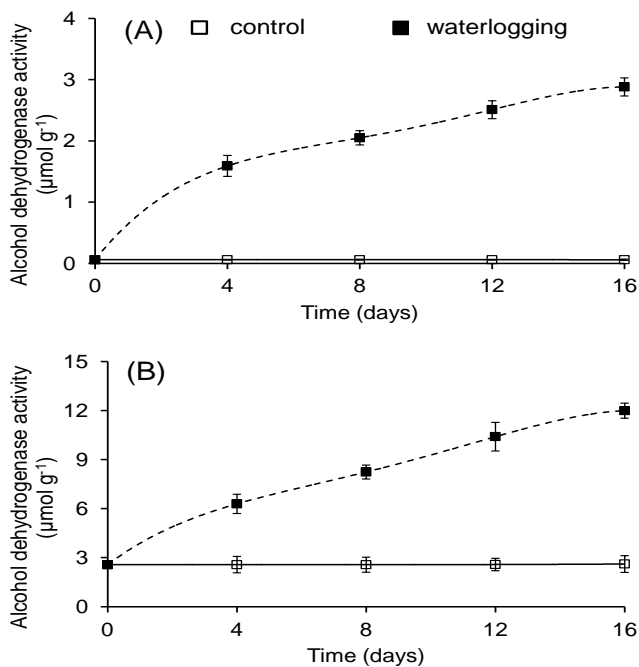 (A)
control
waterlogging
Alcohol dehydrogenase activity
(µmol g⁻¹)
4
3
2
1
0
0 4 8 12 16
Time (days)
(B)
Alcohol dehydrogenase activity
(µmol g⁻¹)
15
12
9
6
3
0
0 4 8 12 16
Time (days)